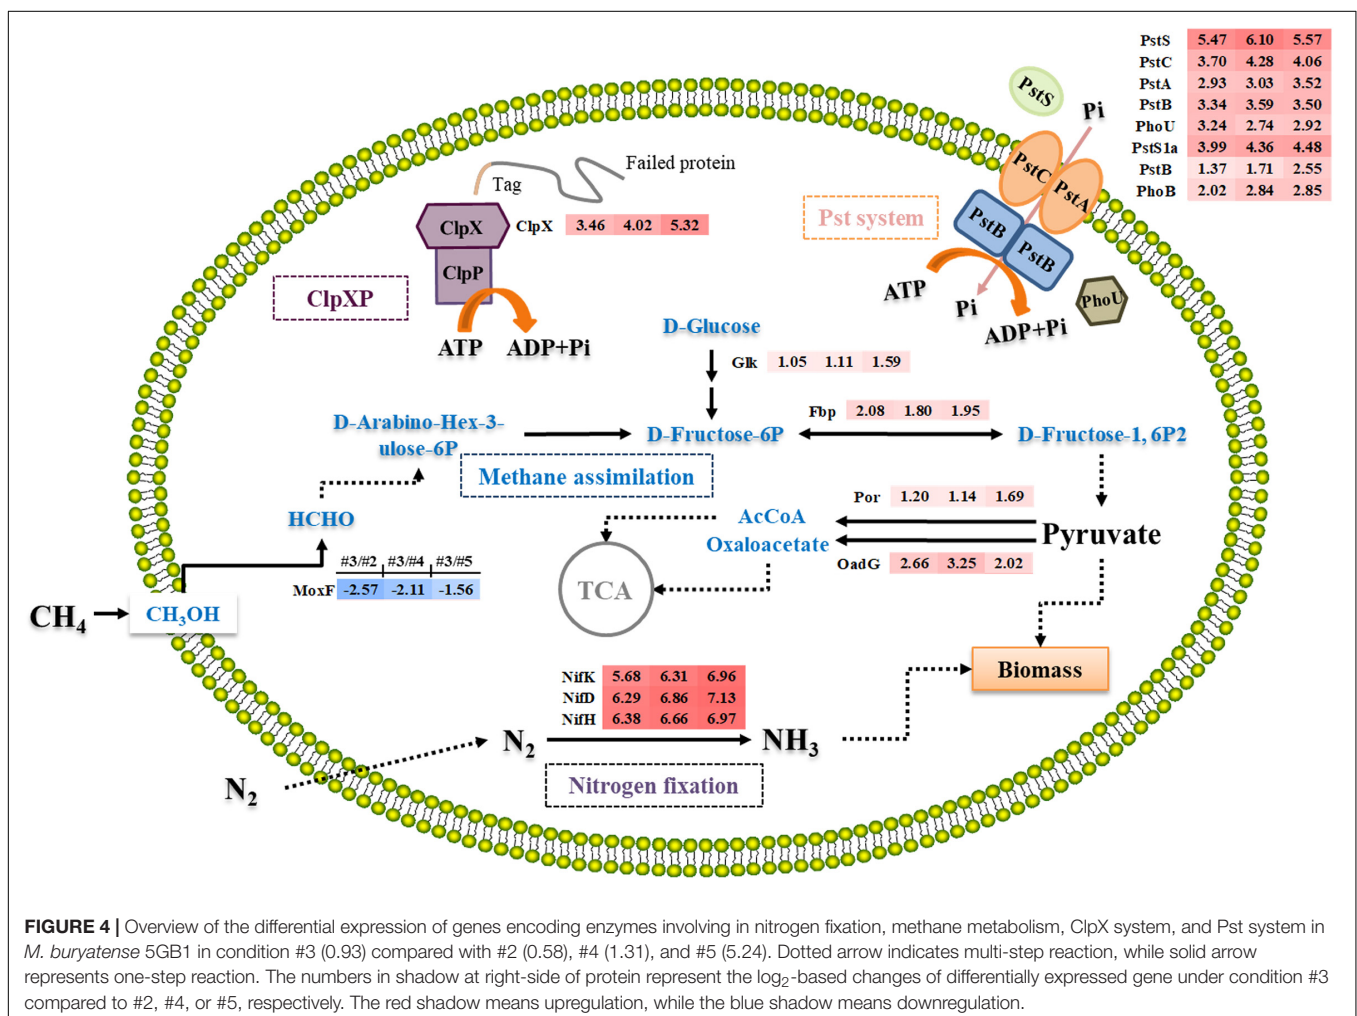 PstS 5.47 6.10 5.57
PstC 3.70 4.28 4.06
PstA 2.93 3.03 3.52
PstB 3.34 3.59 3.50
PhoU 3.24 2.74 2.92
PstS1a 3.99 4.36 4.48
PstB 1.37 1.71 2.55
PhoB 2.02 2.84 2.85
PstS
Pi
PstC
PstA
PstB
PstB
Pst system
ATP
Pi
ADP+Pi
PhoU
Failed protein
Tag
ClpX
ClpX 3.46 4.02 5.32
ClpP
ClpXP
ATP
ADP+Pi
D-Glucose
Glk 1.05 1.11 1.59
D-Arabino-Hex-3-
ulose-6P
D-Fructose-6P
Fbp 2.08 1.80 1.95
D-Fructose-1, 6P2
Methane assimilation
HCHO
Por 1.20 1.14 1.69
AcCoA
Oxaloacetate
Pyruvate
OadG 2.66 3.25 2.02
TCA
#3/#2 #3/#4 #3/#5
MoxF -2.57 -2.11 -1.56
CH4
CH3OH
Biomass
NifK 5.68 6.31 6.96
NifD 6.29 6.86 7.13
NifH 6.38 6.66 6.97
N2
NH3
N2
Nitrogen fixation
FIGURE 4 | Overview of the differential expression of genes encoding enzymes involving in nitrogen fixation, methane metabolism, ClpX system, and Pst system in
M. buryatense 5GB1 in condition #3 (0.93) compared with #2 (0.58), #4 (1.31), and #5 (5.24). Dotted arrow indicates multi-step reaction, while solid arrow
represents one-step reaction. The numbers in shadow at right-side of protein represent the log2-based changes of differentially expressed gene under condition #3
compared to #2, #4, or #5, respectively. The red shadow means upregulation, while the blue shadow means downregulation.